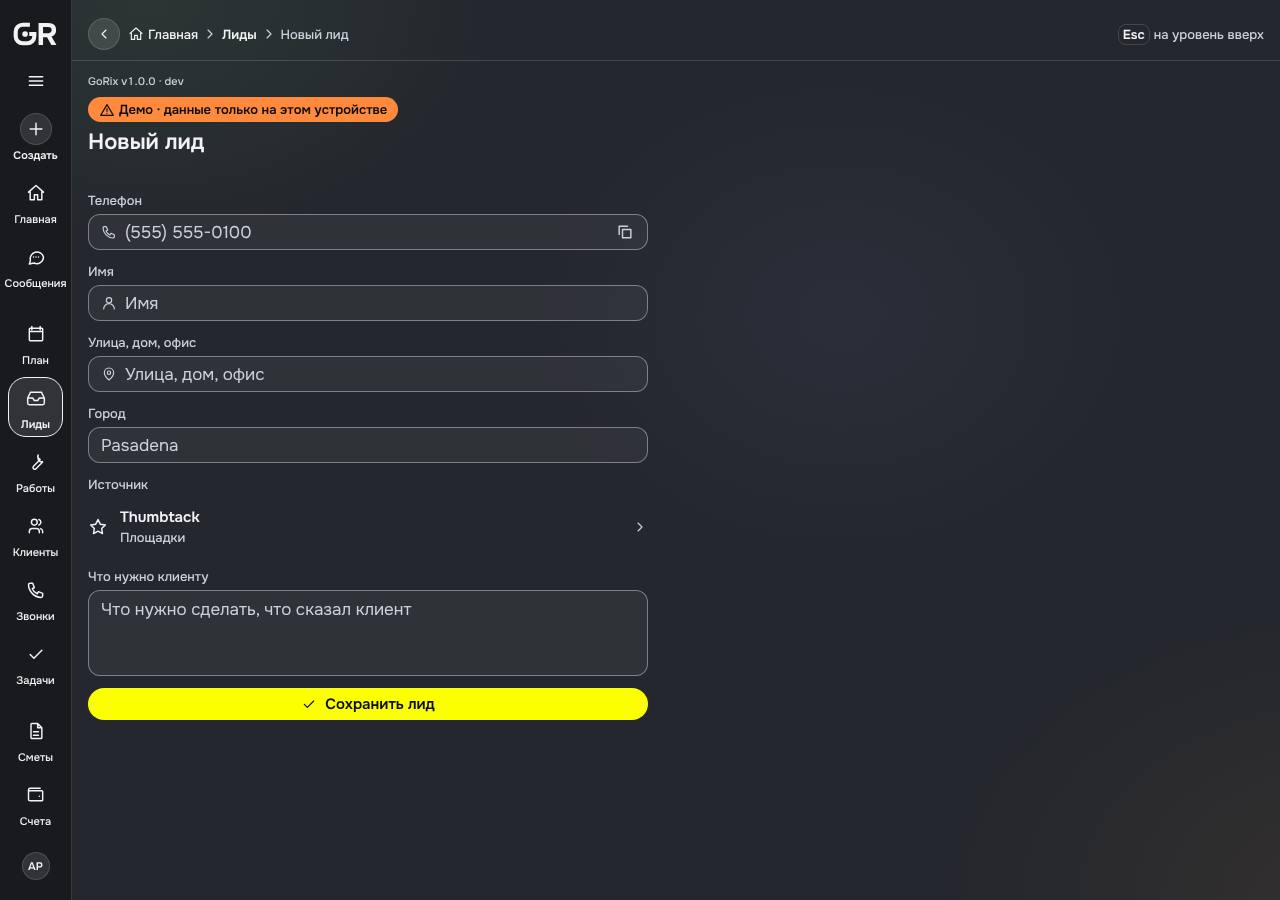 GR
Главная
Лиды
Новый лид
Esc на уровень вверх
GoRix v1.0.0 · dev
Демо · данные только на этом устройстве
Новый лид
Создать
Главная
Сообщения
План
Лиды
Работы
Клиенты
Звонки
Задачи
Сметы
Счета
AP
Телефон
(555) 555-0100
Имя
Имя
Улица, дом, офис
Улица, дом, офис
Город
Pasadena
Источник
Thumbtack
Площадки
Что нужно клиенту
Что нужно сделать, что сказал клиент
Сохранить лид